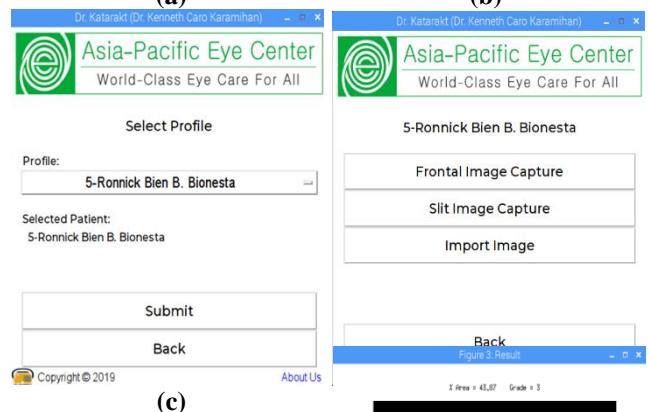 (a)
(b)
Dr. Katarakt (Dr. Kenneth Caro Karamihan)
Asia-Pacific Eye Center
World-Class Eye Care For All
Select Profile
Profile:
5-Ronnick Bien B. Bionesta
Selected Patient:
5-Ronnick Bien B. Bionesta
Submit
Back
Copyright © 2019
About Us
(c)
Dr. Katarakt (Dr. Kenneth Caro Karamihan)
Asia-Pacific Eye Center
World-Class Eye Care For All
5-Ronnick Bien B. Bionesta
Frontal Image Capture
Slit Image Capture
Import Image
Back
Figure 3: Result
% Area = 43.87 Grade = 3